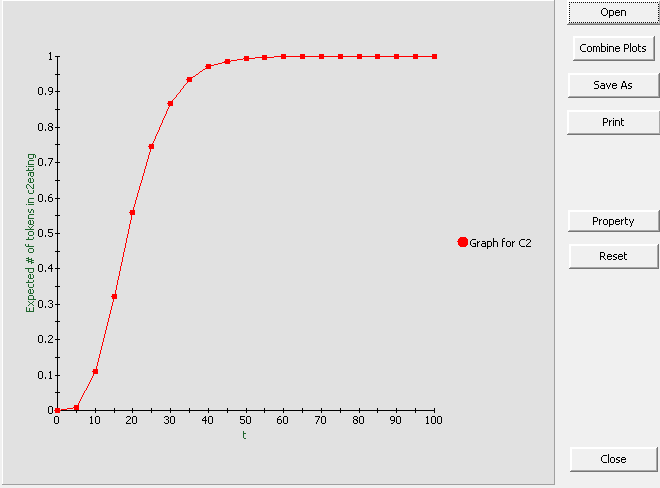 Open
Combine Plots
Save As
Print
Property
Reset
Close
Expected # of tokens in c2eating
1
0.9
0.8
0.7
0.6
0.5
0.4
0.3
0.2
0.1
0
0 10 20 30 40 50 60 70 80 90 100
t
Graph for C2